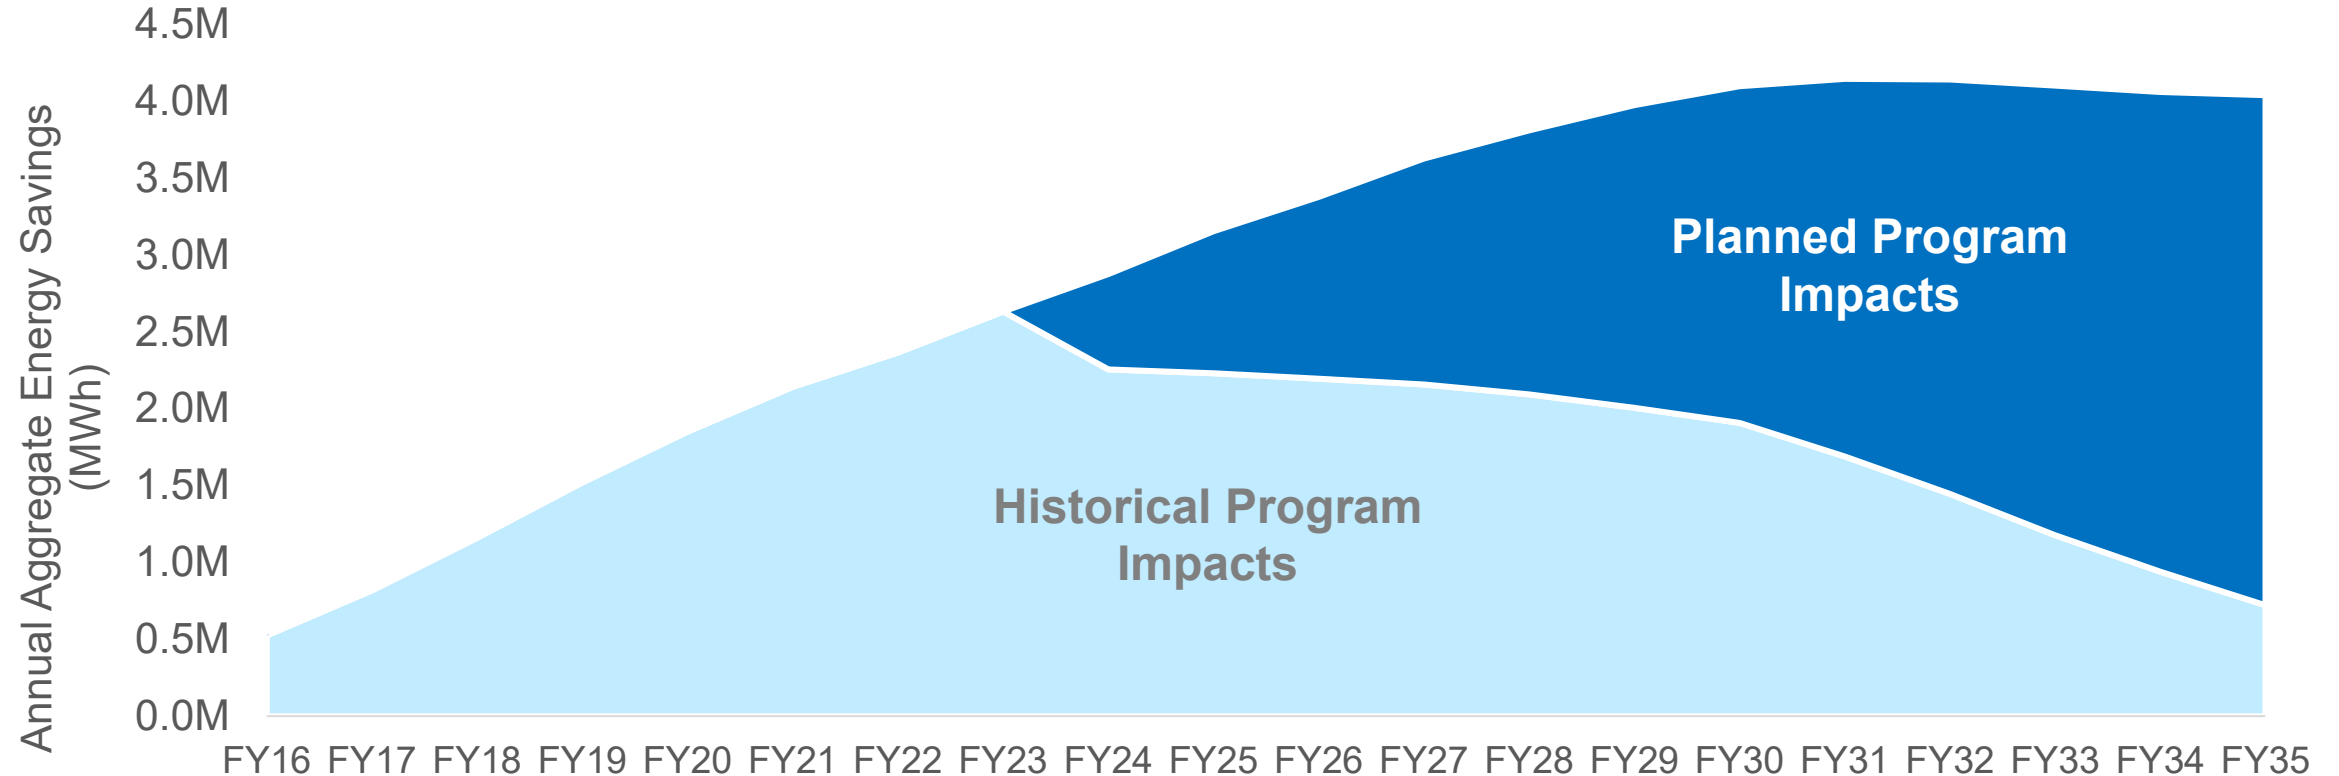 Annual Aggregate Energy Savings
(MWh)
4.5M
4.0M
3.5M
3.0M
2.5M
2.0M
1.5M
1.0M
0.5M
0.0M
Planned Program
Impacts
Historical Program
Impacts
FY16 FY17 FY18 FY19 FY20 FY21 FY22 FY23 FY24 FY25 FY26 FY27 FY28 FY29 FY30 FY31 FY32 FY33 FY34 FY35